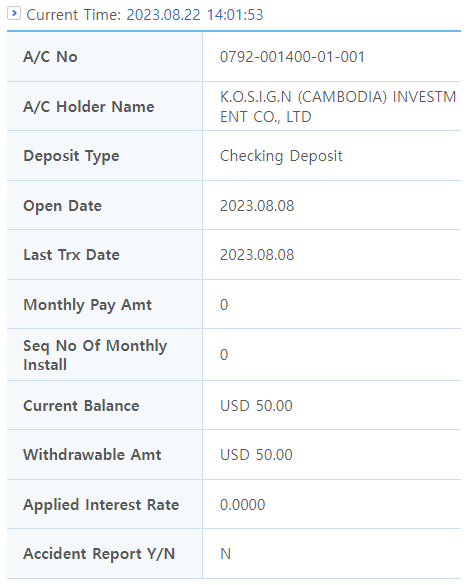 Current Time: 2023.08.22 14:01:53
A/C No 0792-001400-01-001
A/C Holder Name K.O.S.I.G.N (CAMBODIA) INVESTM
ENT CO., LTD
Deposit Type Checking Deposit
Open Date 2023.08.08
Last Trx Date 2023.08.08
Monthly Pay Amt 0
Seq No Of Monthly
Install 0
Current Balance USD 50.00
Withdrawable Amt USD 50.00
Applied Interest Rate 0.0000
Accident Report Y/N N